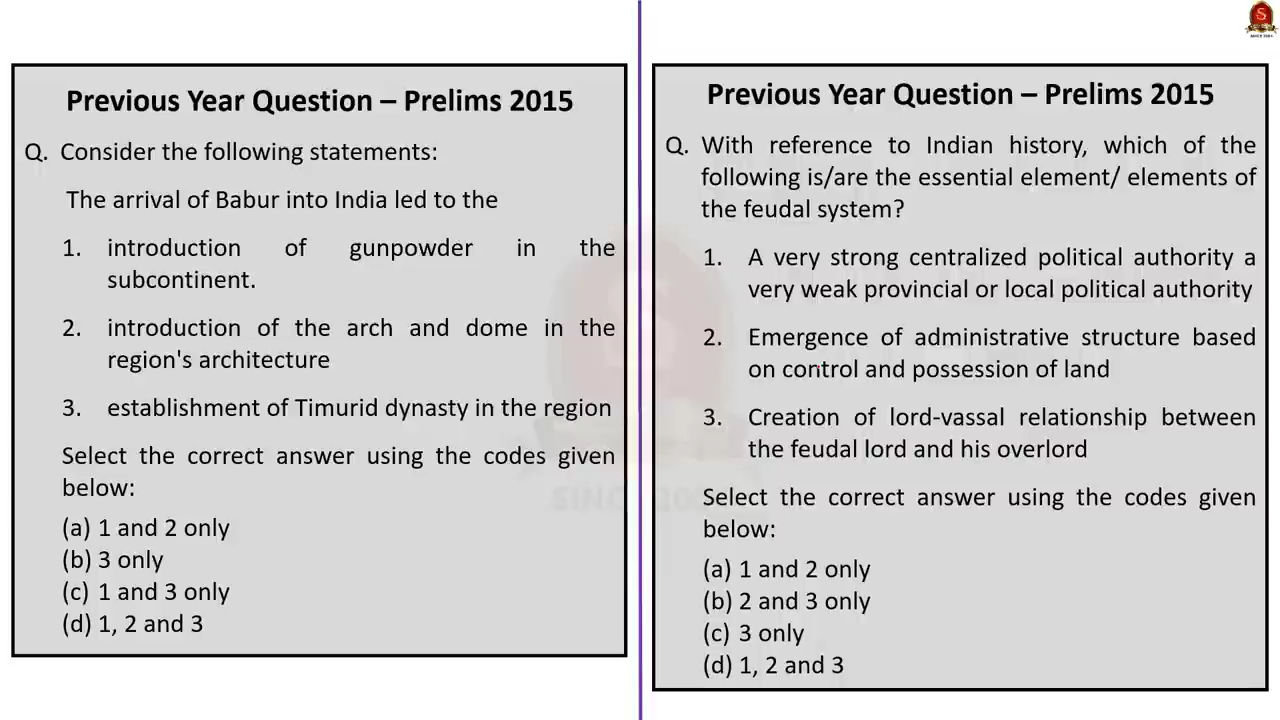 Previous Year Question – Prelims 2015
Q. Consider the following statements:
The arrival of Babur into India led to the
1. introduction of gunpowder in the
subcontinent.
2. introduction of the arch and dome in the
region's architecture
3. establishment of Timurid dynasty in the region
Select the correct answer using the codes given
below:
(a) 1 and 2 only
(b) 3 only
(c) 1 and 3 only
(d) 1, 2 and 3
Previous Year Question – Prelims 2015
Q. With reference to Indian history, which of the
following is/are the essential element/ elements of
the feudal system?
1. A very strong centralized political authority a
very weak provincial or local political authority
2. Emergence of administrative structure based
on control and possession of land
3. Creation of lord-vassal relationship between
the feudal lord and his overlord
Select the correct answer using the codes given
below:
(a) 1 and 2 only
(b) 2 and 3 only
(c) 3 only
(d) 1, 2 and 3